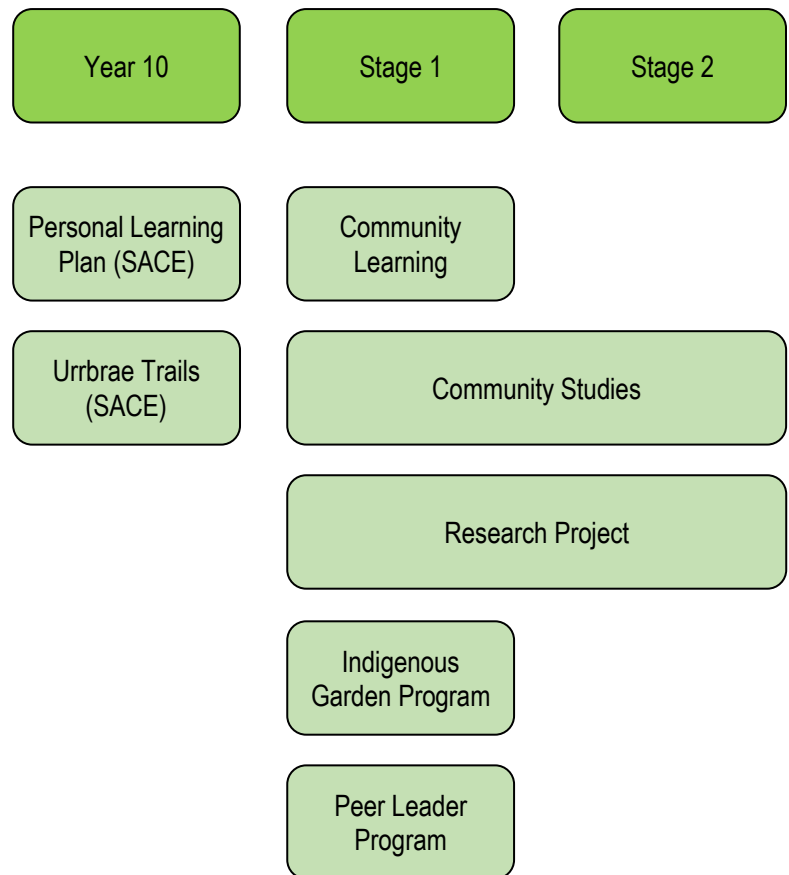 Year 10
Stage 1
Stage 2
Personal Learning
Plan (SACE)
Community
Learning
Urrbrae Trails
(SACE)
Community Studies
Research Project
Indigenous
Garden Program
Peer Leader
Program